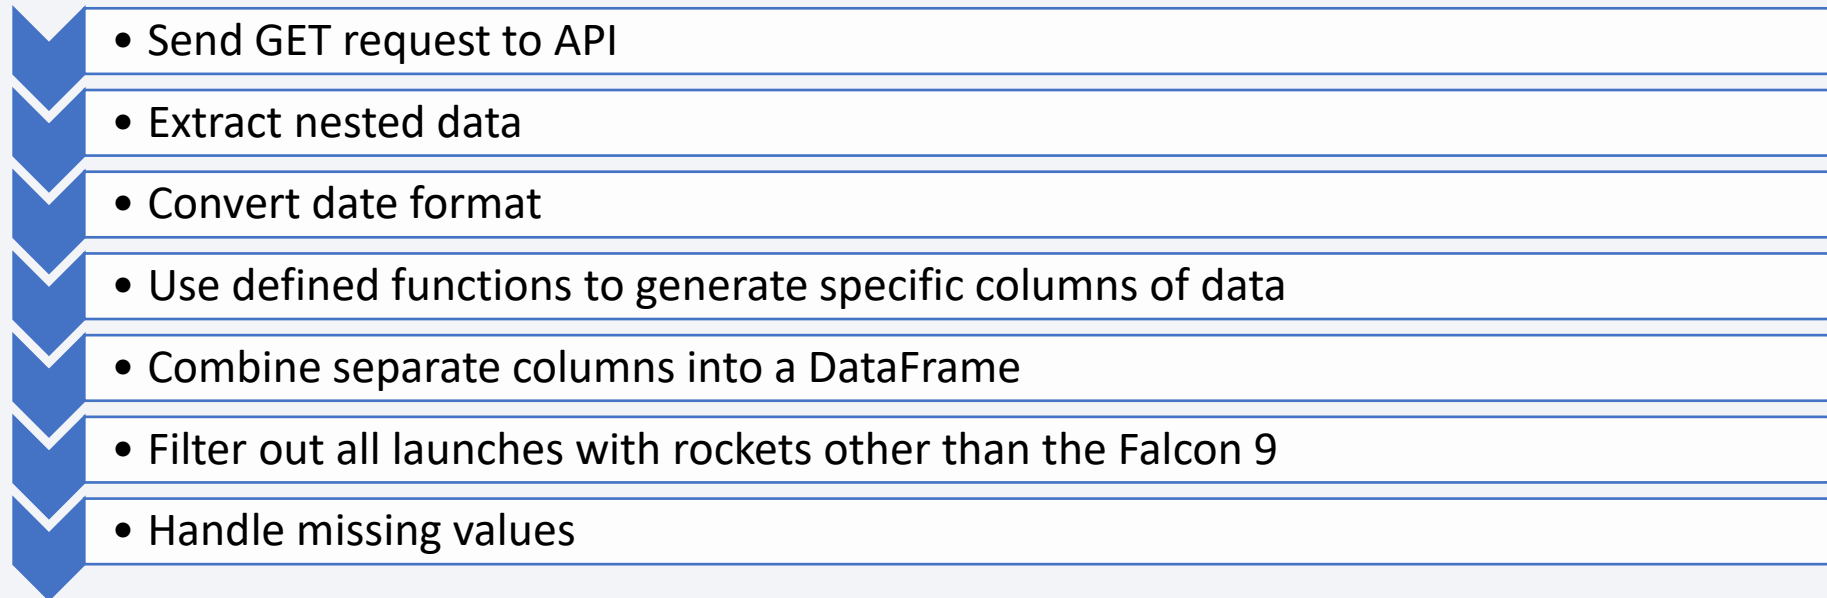 • Send GET request to API
• Extract nested data
• Convert date format
• Use defined functions to generate specific columns of data
• Combine separate columns into a DataFrame
• Filter out all launches with rockets other than the Falcon 9
• Handle missing values